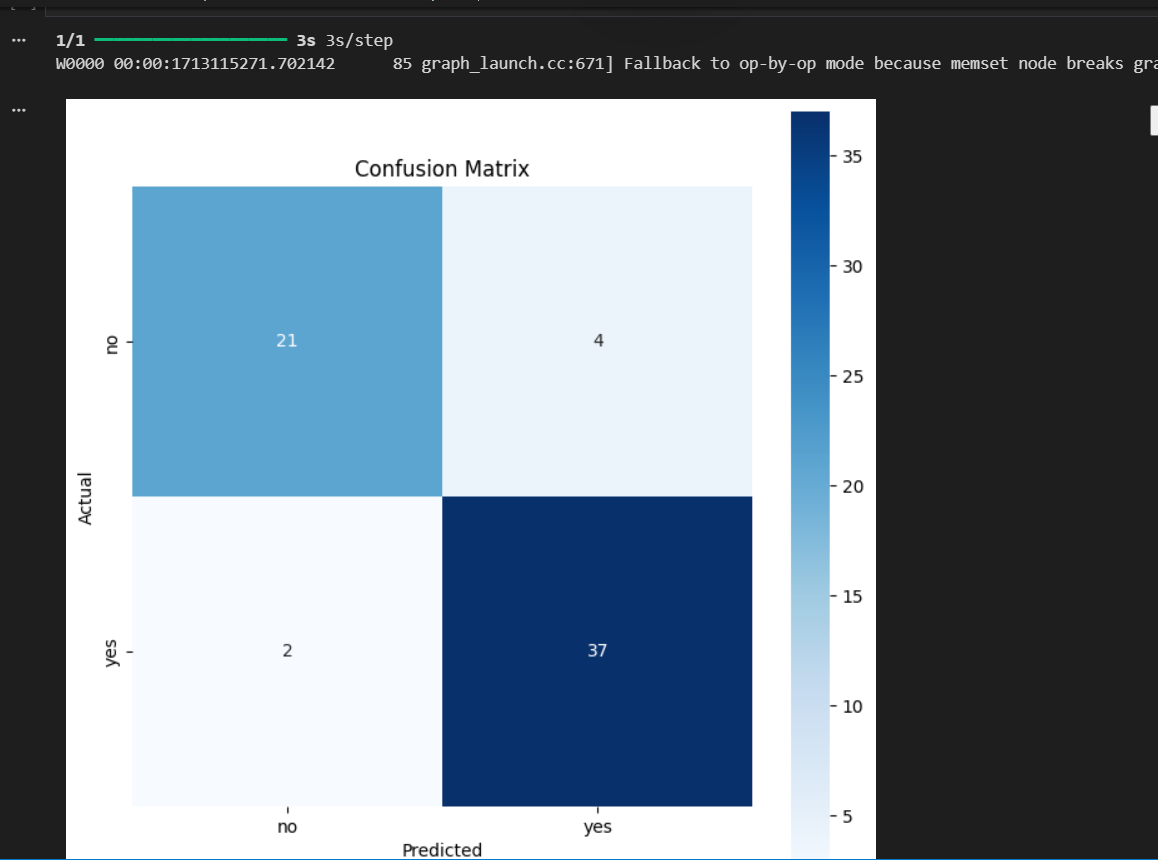 1/1 ━━━━━━━━━━━━━━━━━━━━ 3s 3s/step
W0000 00:00:1713115271.702142 85 graph_launch.cc:671] Fallback to op-by-op mode because memset node breaks gra
Confusion Matrix
35
30
25
20
15
10
5
no
21
4
Actual
yes
2
37
no
yes
Predicted